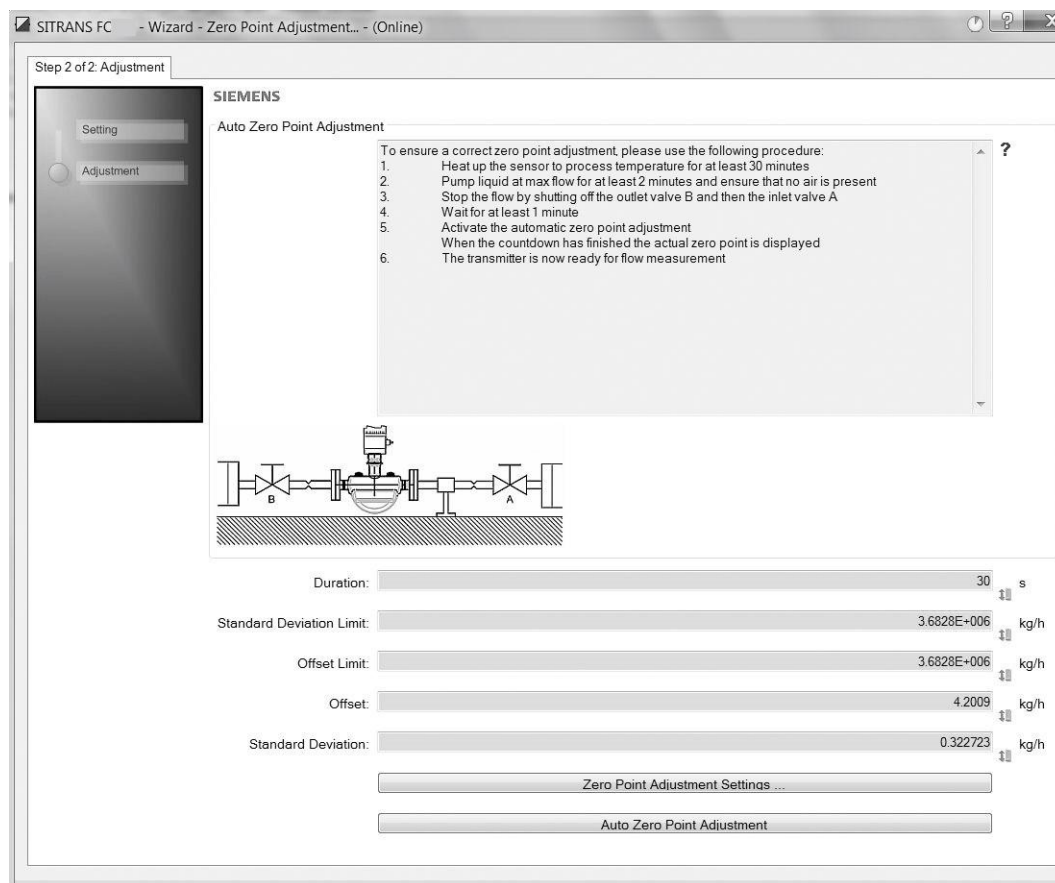 SITRANS FC - Wizard - Zero Point Adjustment... - (Online)
Step 2 of 2: Adjustment
SIEMENS
Setting
Adjustment
Auto Zero Point Adjustment
To ensure a correct zero point adjustment, please use the following procedure:
1. Heat up the sensor to process temperature for at least 30 minutes
2. Pump liquid at max flow for at least 2 minutes and ensure that no air is present
3. Stop the flow by shutting off the outlet valve B and then the inlet valve A
4. Wait for at least 1 minute
5. Activate the automatic zero point adjustment
When the countdown has finished the actual zero point is displayed
6. The transmitter is now ready for flow measurement
?
B A
Duration: 30 s
Standard Deviation Limit: 3.6828E+006 kg/h
Offset Limit: 3.6828E+006 kg/h
Offset: 4.2009 kg/h
Standard Deviation: 0.322723 kg/h
Zero Point Adjustment Settings ...
Auto Zero Point Adjustment